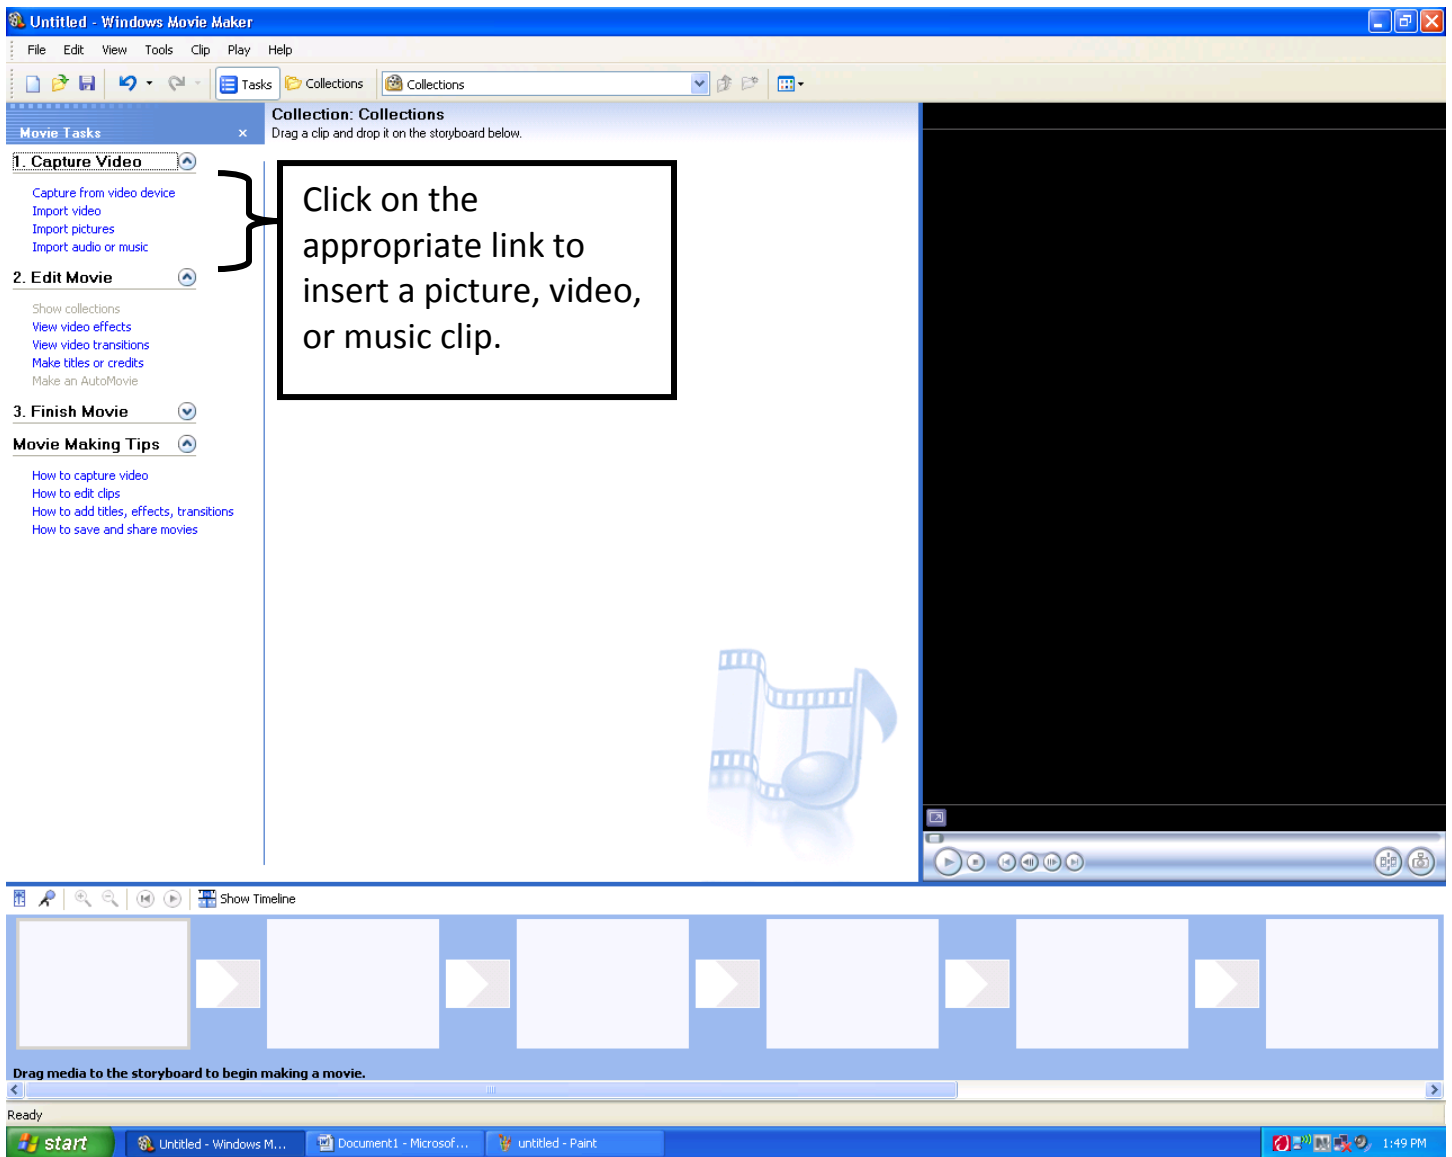 Untitled - Windows Movie Maker
File Edit View Tools Clip Play Help
Tasks Collections Collections
Collection: Collections
Drag a clip and drop it on the storyboard below.
Movie Tasks
1. Capture Video
Capture from video device
Import video
Import pictures
Import audio or music
Click on the
appropriate link to
insert a picture, video,
or music clip.
2. Edit Movie
Show collections
View video effects
View video transitions
Make titles or credits
Make an AutoMovie
3. Finish Movie
Movie Making Tips
How to capture video
How to edit clips
How to add titles, effects, transitions
How to save and share movies
Show Timeline
Drag media to the storyboard to begin making a movie.
Ready
start Untitled - Windows M... Document1 - Microsof... untitled - Paint 1:49 PM